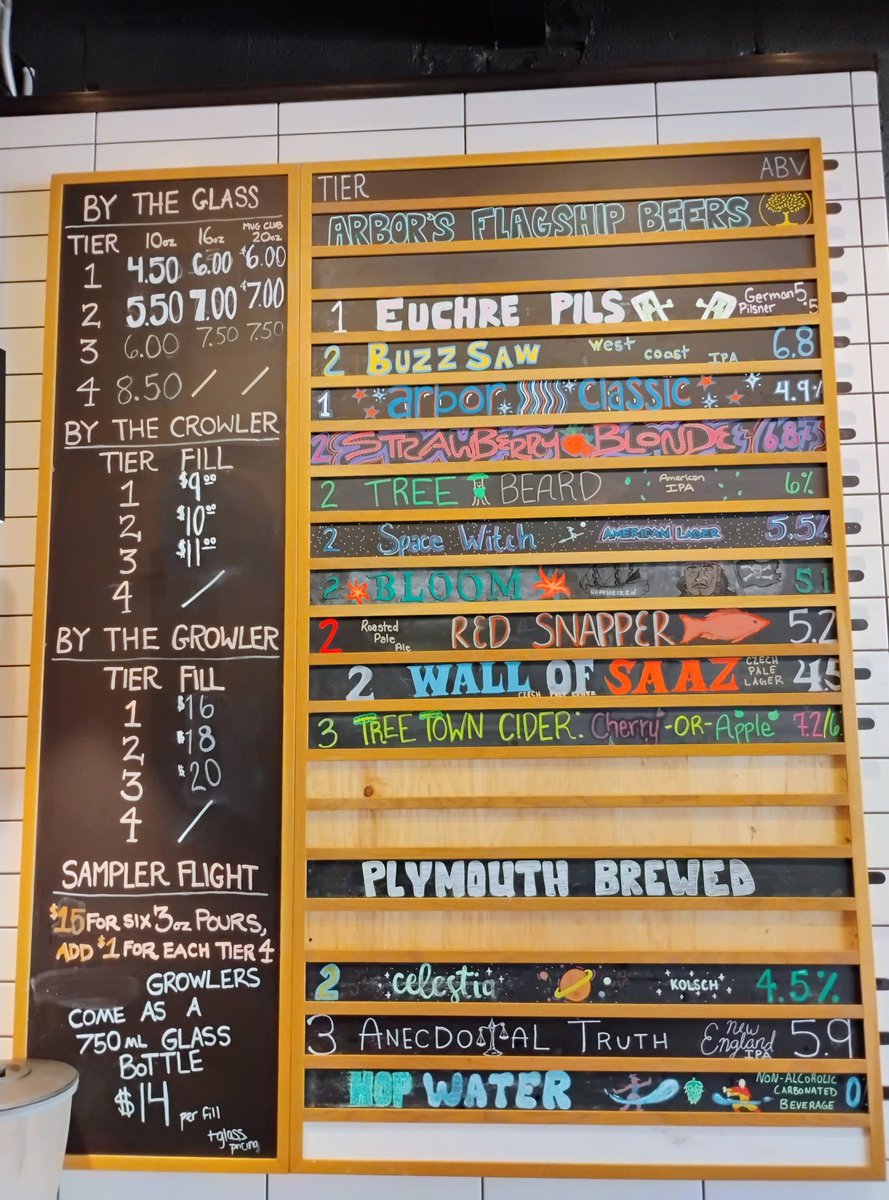 BY THE GLASS
TIER 10oz 16oz MUG CLUB 20oz
1 4.50 6.00 $6.00
2 5.50 7.00 $7.00
3 6.00 7.50 7.50
4 8.50 / /
BY THE CROWLER
TIER FILL
1 $9.00
2 $10.00
3 $11.00
4 /
BY THE GROWLER
TIER FILL
1 $16
2 $18
3 $20
4 /
SAMPLER FLIGHT
$15 FOR SIX 3oz POURS,
ADD $1 FOR EACH TIER 4
GROWLERS
COME AS A
750 mL GLASS
BOTTLE
$14 per fill
+glass
pricing
TIER ABV
ARBOR'S FLAGSHIP BEERS
1 EUCHRE PILS German Pilsner 5.5
2 BUZZSAW West Coast IPA 6.8
1 arbor classic 4.9%
2 STRAWBERRY BLONDE 6.8%
2 TREE BEARD American IPA 6%
2 Space Witch AMERICAN LAGER 5.5%
2 BLOOM HEFEWEIZEN 5.1
2 Roasted Pale Ale RED SNAPPER 5.2
2 WALL OF SAAZ CZECH PALE LAGER 4.5
3 TREE TOWN CIDER: Cherry -OR- Apple 7.2/6.
PLYMOUTH BREWED
2 celestia KOLSCH 4.5%
3 ANECDOTAL TRUTH New England IPA 5.9
HOP WATER NON-ALCOHOLIC CARBONATED BEVERAGE 0